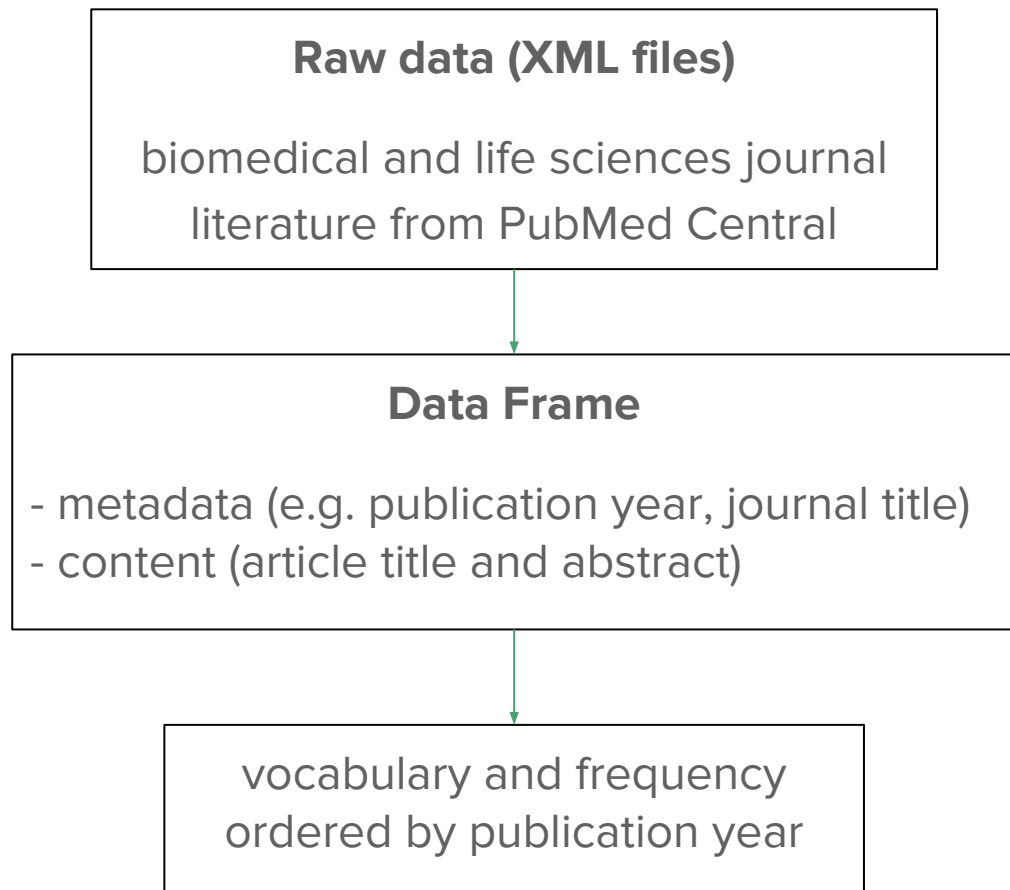 Raw data (XML files)
biomedical and life sciences journal
literature from PubMed Central
Data Frame
- metadata (e.g. publication year, journal title)
- content (article title and abstract)
vocabulary and frequency
ordered by publication year